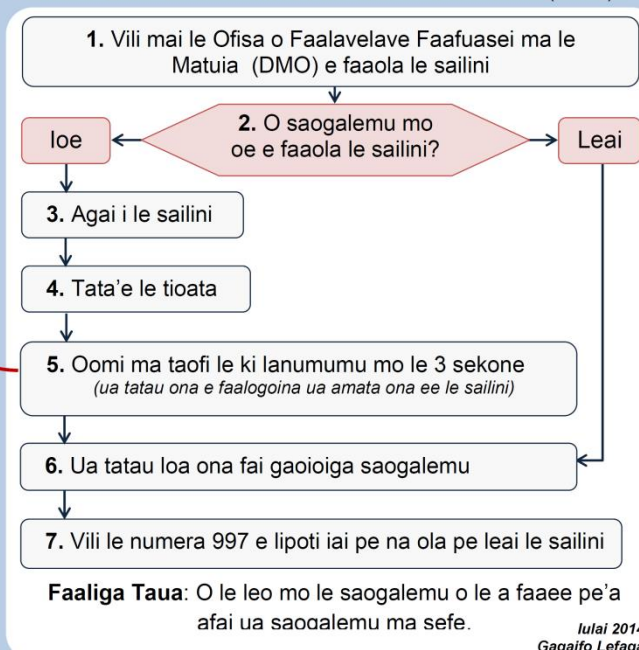 1. Vili mai le Ofisa o Faalavelave Faafuasei ma le
Matuia (DMO) e faaola le sailini
2. O saogalemu mo
oe e faaola le sailini?
Ioe
Leai
3. Agai i le sailini
4. Tata'e le tioata
5. Oomi ma taofi le ki lanumumu mo le 3 sekone
(ua tatau ona e faalogoina ua amata ona ee le sailini)
6. Ua tatau loa ona fai gaoioiga saogalemu
7. Vili le numera 997 e lipoti iai pe na ola pe leai le sailini
Faaliga Taua: O le leo mo le saogalemu o le a faaee pe'a
afai ua saogalemu ma sefe.
Iulai 2014
Gagaifo Lefaga